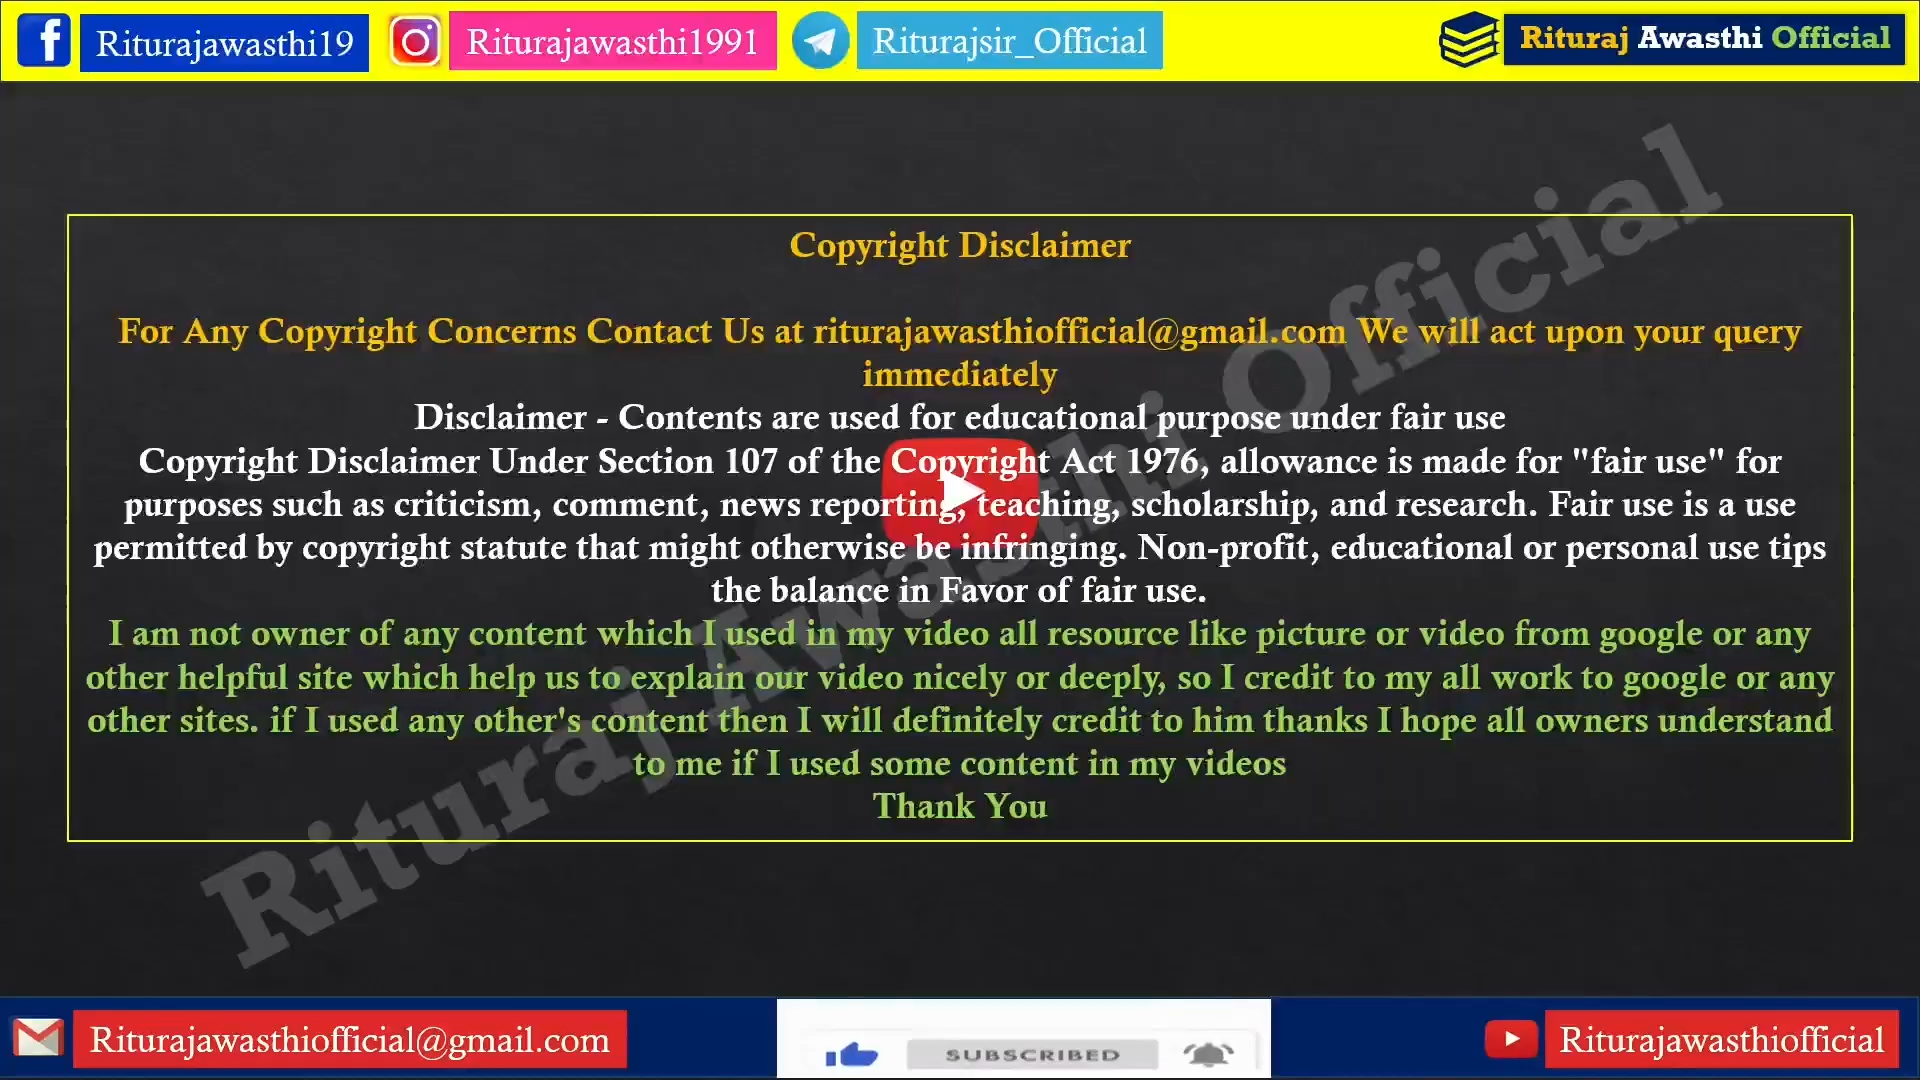 Riturajawasthi19 Riturajawasthi1991 Riturajsir_Official Rituraj Awasthi Official
Copyright Disclaimer
For Any Copyright Concerns Contact Us at riturajawasthiofficial@gmail.com We will act upon your query
immediately
Disclaimer - Contents are used for educational purpose under fair use
Copyright Disclaimer Under Section 107 of the Copyright Act 1976, allowance is made for "fair use" for
purposes such as criticism, comment, news reporting, teaching, scholarship, and research. Fair use is a use
permitted by copyright statute that might otherwise be infringing. Non-profit, educational or personal use tips
the balance in Favor of fair use.
I am not owner of any content which I used in my video all resource like picture or video from google or any
other helpful site which help us to explain our video nicely or deeply, so I credit to my all work to google or any
other sites. if I used any other's content then I will definitely credit to him thanks I hope all owners understand
to me if I used some content in my videos
Thank You
Rituraj Awasthi Official
Riturajawasthiofficial@gmail.com SUBSCRIBED Riturajawasthiofficial